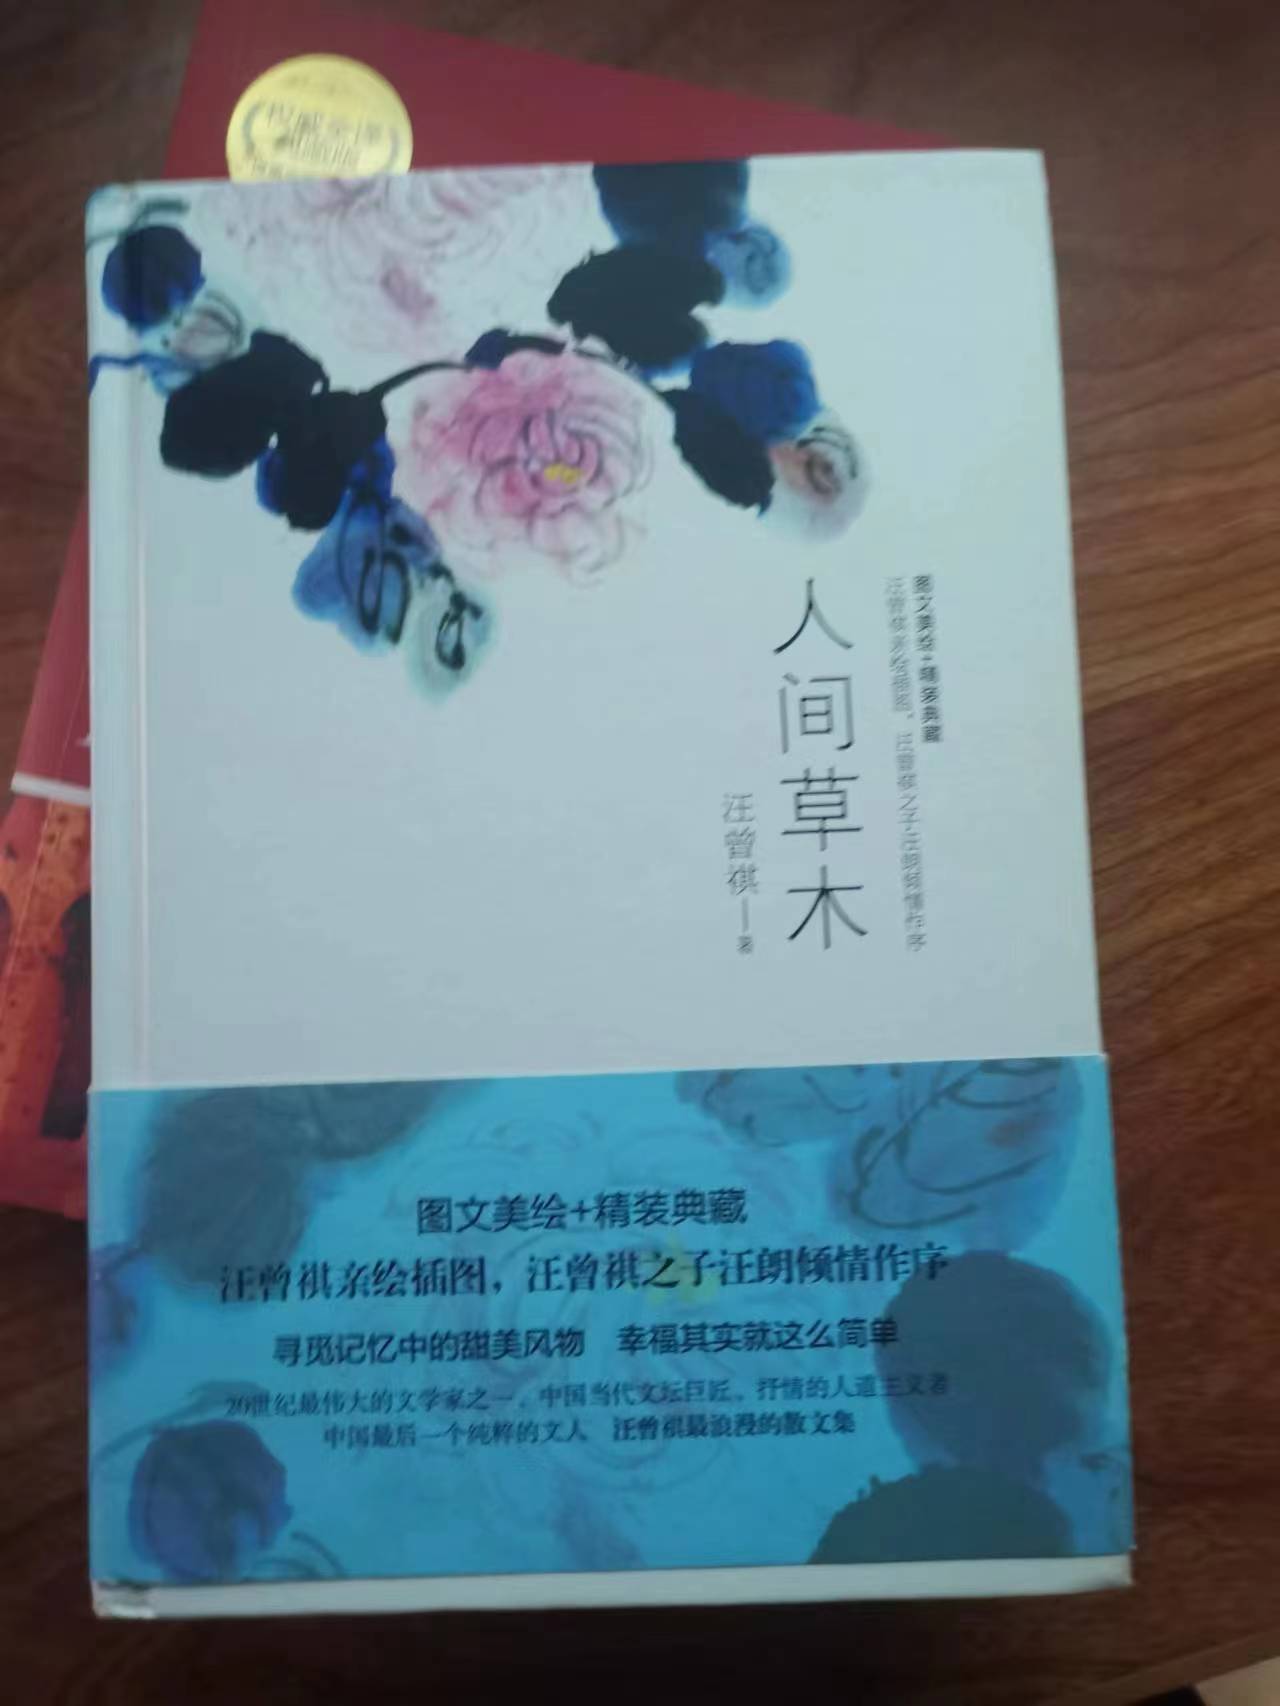 权威全译
图文美绘+精装典藏
汪曾祺亲绘插图，汪曾祺之子汪朗倾情作序
人间草木
汪曾祺—著
图文美绘+精装典藏
汪曾祺亲绘插图，汪曾祺之子汪朗倾情作序
寻觅记忆中的甜美风物　幸福其实就这么简单
20世纪最伟大的文学家之一、中国当代文坛巨匠、抒情的人道主义者
中国最后一个纯粹的文人　汪曾祺最浪漫的散文集